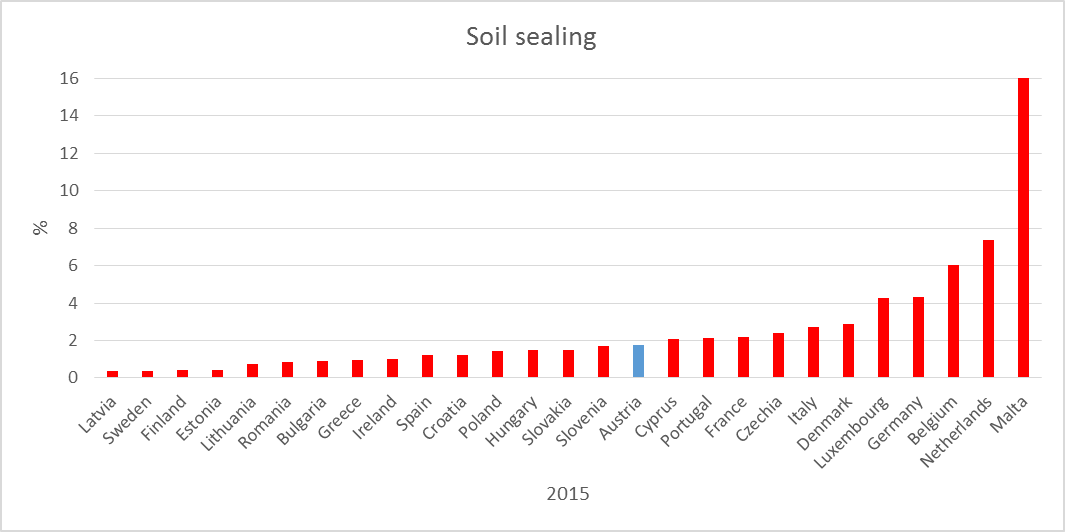 Soil sealing
16
14
12
10
8
6
4
2
0
%
Latvia
Sweden
Finland
Estonia
Lithuania
Romania
Bulgaria
Greece
Ireland
Spain
Croatia
Poland
Hungary
Slovakia
Slovenia
Austria
Cyprus
Portugal
France
Czechia
Italy
Denmark
Luxembourg
Germany
Belgium
Netherlands
Malta
2015